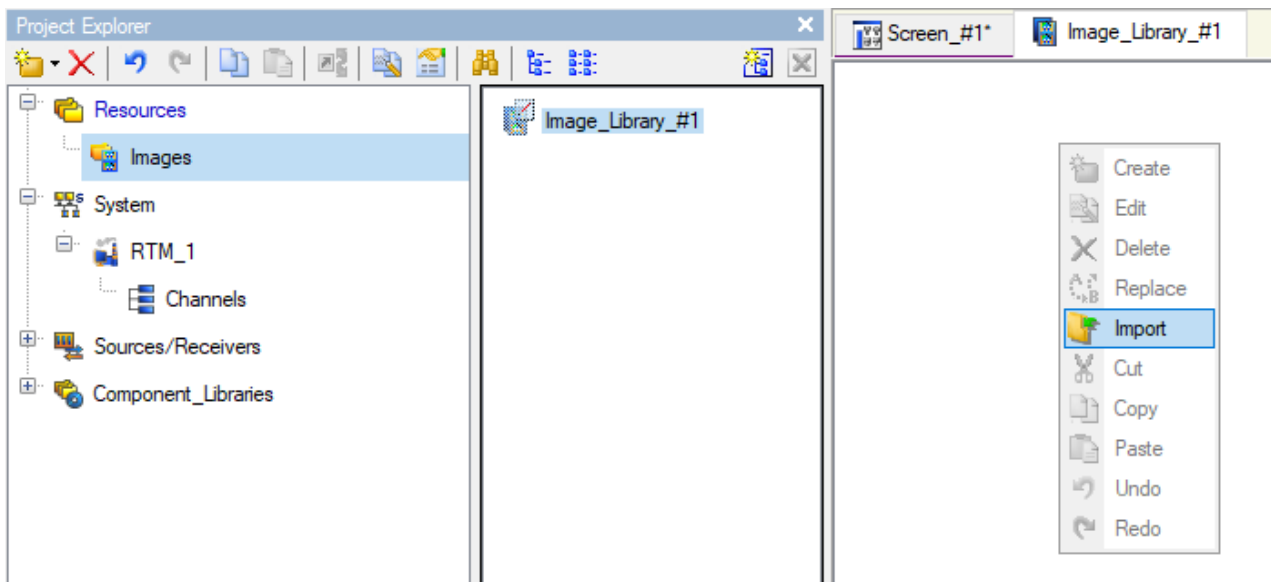 Project Explorer
Resources
Images
System
RTM_1
Channels
Sources/Receivers
Component_Libraries
Image_Library_#1
Screen_#1*
Image_Library_#1
Create
Edit
Delete
Replace
Import
Cut
Copy
Paste
Undo
Redo